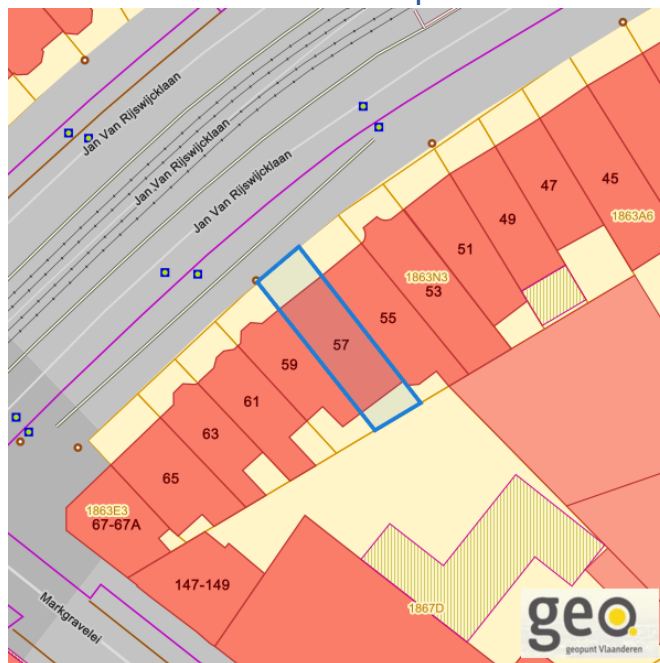 Jan Van Rijswijcklaan
Jan Van Rijswijcklaan
Jan Van Rijswijcklaan
47
45
1863A6
49
51
1863N3
53
55
57
59
61
63
65
1863E3
67-67A
147-149
Markgravelei
1867D
geo.
geopunt Vlaanderen